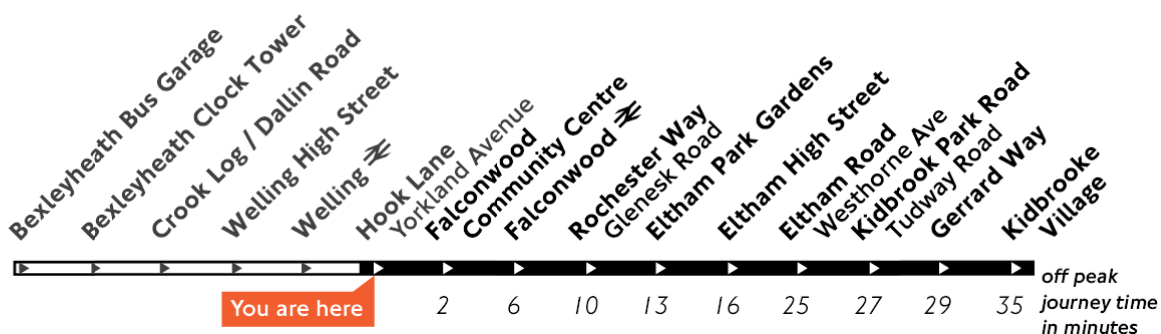 Bexleyheath Bus Garage
Bexleyheath Clock Tower
Crook Log / Dallin Road
Welling High Street
Welling
Hook Lane
Yorkland Avenue
Falconwood
Community Centre
Falconwood
Rochester Way
Glenesk Road
Eltham Park Gardens
Eltham High Street
Eltham Road
Westhorne Ave
Kidbrook Park Road
Tudway Road
Gerrard Way
Kidbrooke
Village
You are here
2 6 10 13 16 25 27 29 35
off peak
journey time
in minutes